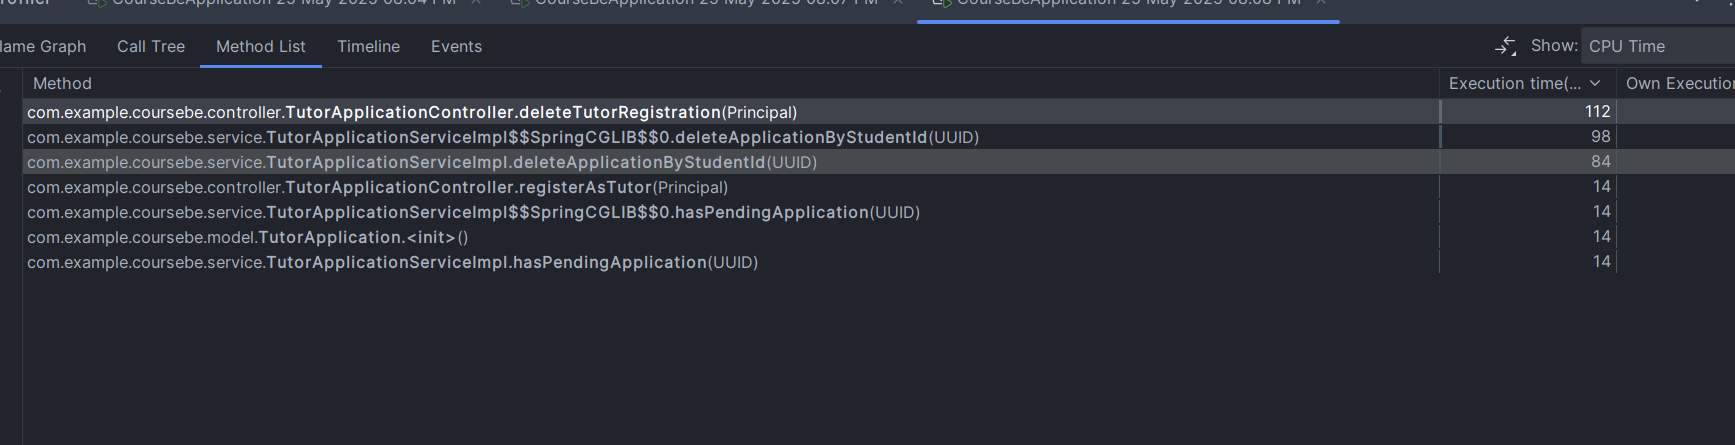 CourseBeApplication 25 May 2025 08:04 PM
CourseBeApplication 25 May 2025 08:07 PM
CourseBeApplication 25 May 2025 08:08 PM
lame Graph Call Tree Method List Timeline Events Show: CPU Time
Method Execution time(... Own Execution
com.example.coursebe.controller.TutorApplicationController.deleteTutorRegistration(Principal) 112
com.example.coursebe.service.TutorApplicationServiceImpl$$SpringCGLIB$$0.deleteApplicationByStudentId(UUID) 98
com.example.coursebe.service.TutorApplicationServiceImpl.deleteApplicationByStudentId(UUID) 84
com.example.coursebe.controller.TutorApplicationController.registerAsTutor(Principal) 14
com.example.coursebe.service.TutorApplicationServiceImpl$$SpringCGLIB$$0.hasPendingApplication(UUID) 14
com.example.coursebe.model.TutorApplication.<init>() 14
com.example.coursebe.service.TutorApplicationServiceImpl.hasPendingApplication(UUID) 14